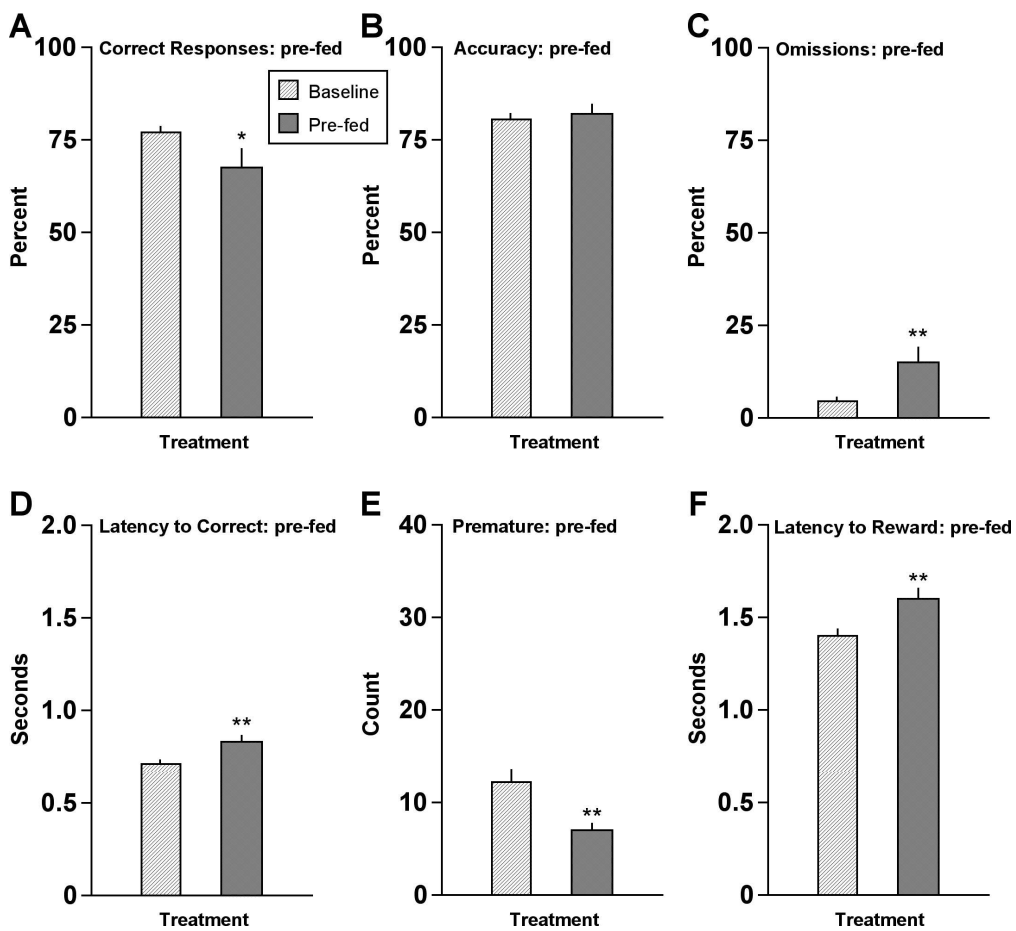 A
Correct Responses: pre-fed
100
75
50
25
0
Percent
Baseline
Pre-fed
*
Treatment
B
Accuracy: pre-fed
100
75
50
25
0
Percent
Treatment
C
Omissions: pre-fed
100
75
50
25
0
Percent
**
Treatment
D
Latency to Correct: pre-fed
2.0
1.5
1.0
0.5
0
Seconds
**
Treatment
E
Premature: pre-fed
40
30
20
10
0
Count
**
Treatment
F
Latency to Reward: pre-fed
2.0
1.5
1.0
0.5
0
Seconds
**
Treatment